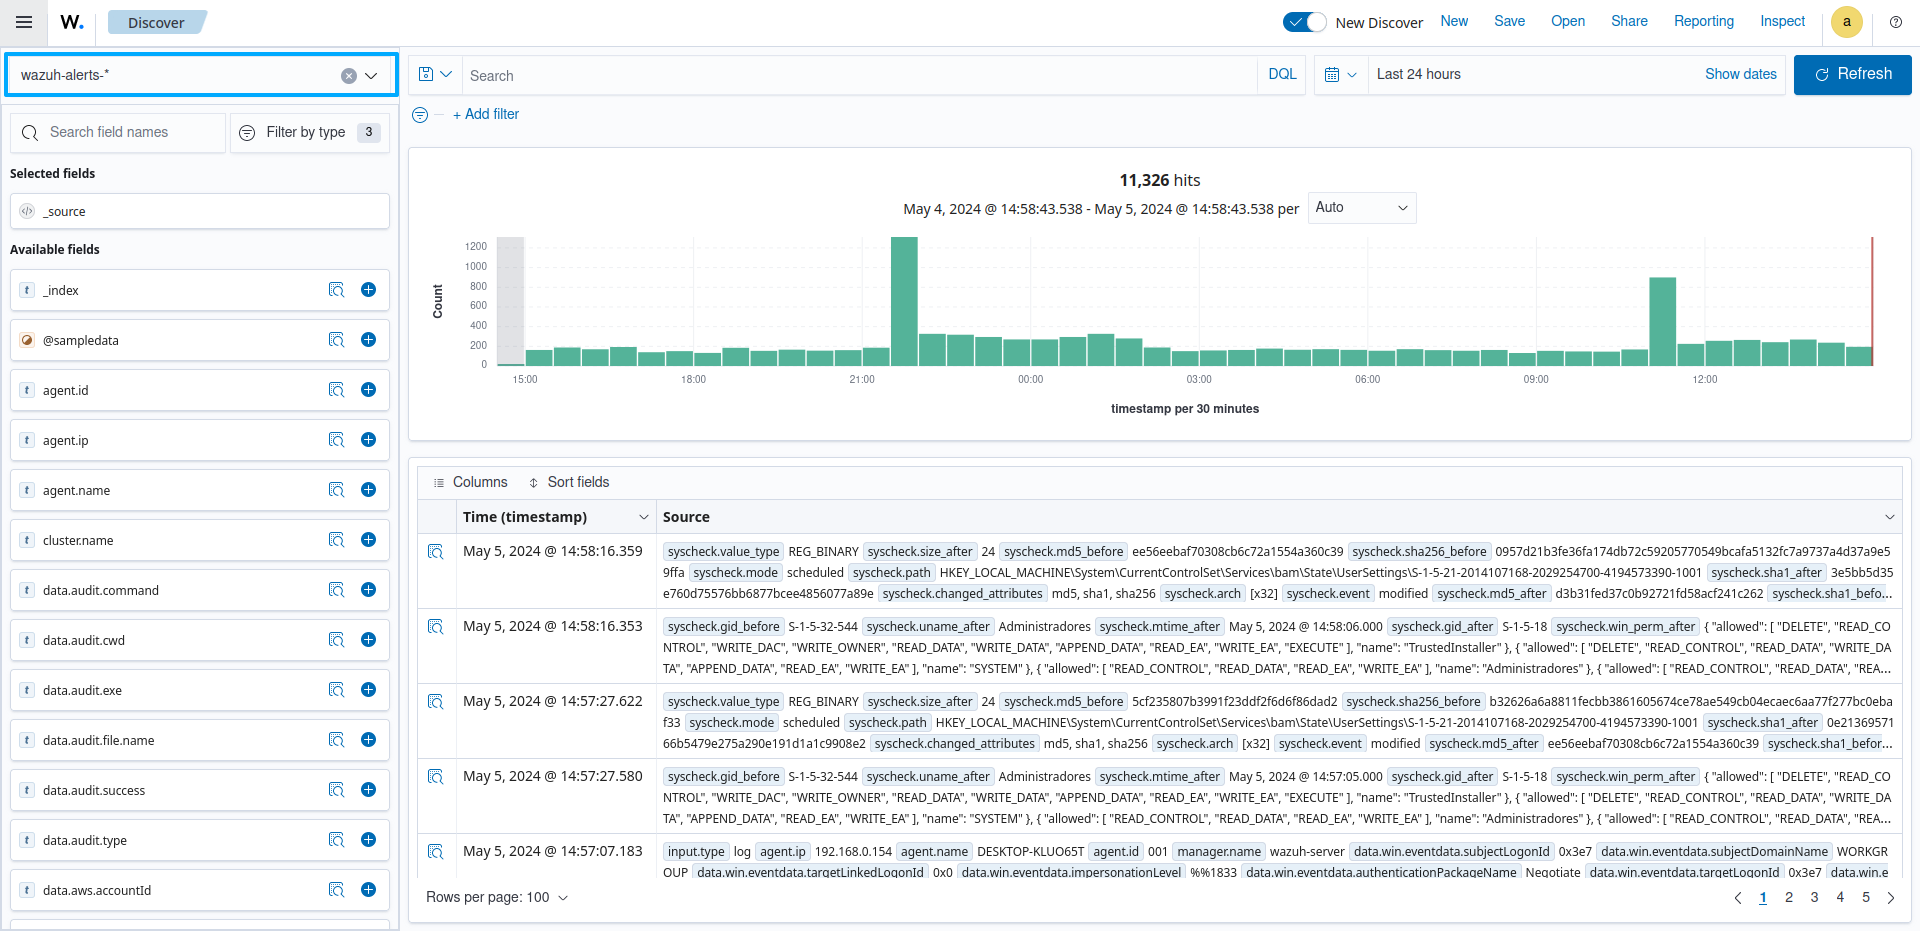 W. Discover New Discover New Save Open Share Reporting Inspect a
wazuh-alerts-*
Search DQL Last 24 hours Show dates Refresh
+ Add filter
Search field names Filter by type 3
Selected fields
_source
Available fields
t _index
@sampledata
t agent.id
t agent.ip
t agent.name
t cluster.name
t data.audit.command
t data.audit.cwd
t data.audit.exe
t data.audit.file.name
t data.audit.success
t data.audit.type
t data.aws.accountId
11,326 hits
May 4, 2024 @ 14:58:43.538 - May 5, 2024 @ 14:58:43.538 per Auto
Count
1200
1000
800
600
400
200
0
15:00 18:00 21:00 00:00 03:00 06:00 09:00 12:00
timestamp per 30 minutes
Columns Sort fields
Time (timestamp) Source
May 5, 2024 @ 14:58:16.359 syscheck.value_type REG_BINARY syscheck.size_after 24 syscheck.md5_before ee56eebaf70308cb6c72a1554a360c39 syscheck.sha256_before 0957d21b3fe36fa174db72c59205770549bcafa5132fc7a9737a4d37a9e5
9ffa syscheck.mode scheduled syscheck.path HKEY_LOCAL_MACHINE\System\CurrentControlSet\Services\bam\State\UserSettings\S-1-5-21-2014107168-2029254700-4194573390-1001 syscheck.sha1_after 3e5bb5d35
e760d75576bb6877bcee4856077a89e syscheck.changed_attributes md5, sha1, sha256 syscheck.arch [x32] syscheck.event modified syscheck.md5_after d3b31fed37c0b92721fd58acf241c262 syscheck.sha1_befo...
May 5, 2024 @ 14:58:16.353 syscheck.gid_before S-1-5-32-544 syscheck.uname_after Administradores syscheck.mtime_after May 5, 2024 @ 14:58:06.000 syscheck.gid_after S-1-5-18 syscheck.win_perm_after { "allowed": [ "DELETE", "READ_CO
NTROL", "WRITE_DAC", "WRITE_OWNER", "READ_DATA", "WRITE_DATA", "APPEND_DATA", "READ_EA", "WRITE_EA", "EXECUTE" ], "name": "TrustedInstaller" }, { "allowed": [ "DELETE", "READ_CONTROL", "READ_DATA", "WRITE_DA
TA", "APPEND_DATA", "READ_EA", "WRITE_EA" ], "name": "SYSTEM" }, { "allowed": [ "READ_CONTROL", "READ_DATA", "READ_EA", "WRITE_EA" ], "name": "Administradores" }, { "allowed": [ "READ_CONTROL", "READ_DATA", "REA...
May 5, 2024 @ 14:57:27.622 syscheck.value_type REG_BINARY syscheck.size_after 24 syscheck.md5_before 5cf235807b3991f23ddf2f6d6f86dad2 syscheck.sha256_before b32626a6a8811fecbb3861605674ce78ae549cb04ecaec6aa77f277bc0eba
f33 syscheck.mode scheduled syscheck.path HKEY_LOCAL_MACHINE\System\CurrentControlSet\Services\bam\State\UserSettings\S-1-5-21-2014107168-2029254700-4194573390-1001 syscheck.sha1_after 0e21369571
66b5479e275a290e191d1a1c9908e2 syscheck.changed_attributes md5, sha1, sha256 syscheck.arch [x32] syscheck.event modified syscheck.md5_after ee56eebaf70308cb6c72a1554a360c39 syscheck.sha1_befor...
May 5, 2024 @ 14:57:27.580 syscheck.gid_before S-1-5-32-544 syscheck.uname_after Administradores syscheck.mtime_after May 5, 2024 @ 14:57:05.000 syscheck.gid_after S-1-5-18 syscheck.win_perm_after { "allowed": [ "DELETE", "READ_CO
NTROL", "WRITE_DAC", "WRITE_OWNER", "READ_DATA", "WRITE_DATA", "APPEND_DATA", "READ_EA", "WRITE_EA", "EXECUTE" ], "name": "TrustedInstaller" }, { "allowed": [ "DELETE", "READ_CONTROL", "READ_DATA", "WRITE_DA
TA", "APPEND_DATA", "READ_EA", "WRITE_EA" ], "name": "SYSTEM" }, { "allowed": [ "READ_CONTROL", "READ_DATA", "READ_EA", "WRITE_EA" ], "name": "Administradores" }, { "allowed": [ "READ_CONTROL", "READ_DATA", "REA...
May 5, 2024 @ 14:57:07.183 input.type log agent.ip 192.168.0.154 agent.name DESKTOP-KLUO65T agent.id 001 manager.name wazuh-server data.win.eventdata.subjectLogonId 0x3e7 data.win.eventdata.subjectDomainName WORKGR
OUP data.win.eventdata.targetLinkedLogonId 0x0 data.win.eventdata.impersonationLevel %%1833 data.win.eventdata.authenticationPackageName Negotiate data.win.eventdata.targetLogonId 0x3e7 data.win.e
Rows per page: 100 1 2 3 4 5